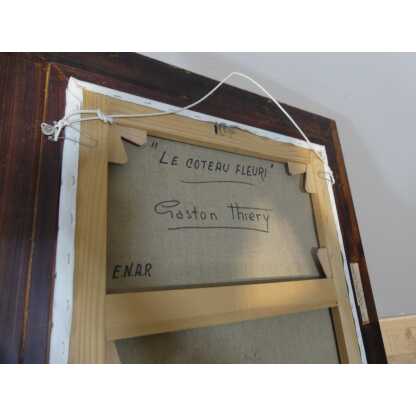 "LE COTEAU FLEURI"
Gaston Thiery
E.N.A.R